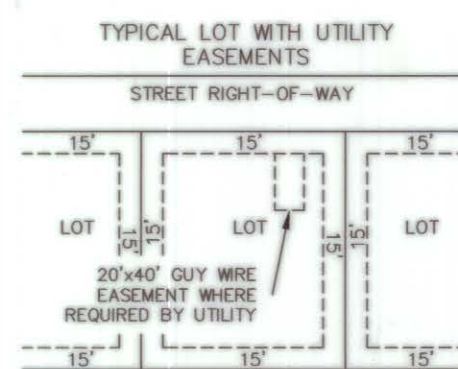 TYPICAL LOT WITH UTILITY
EASEMENTS
STREET RIGHT-OF-WAY
15'
15'
15'
LOT
15'
15'
LOT
15'
15'
LOT
20'x40' GUY WIRE
EASEMENT WHERE
REQUIRED BY UTILITY
15'
15'
15'